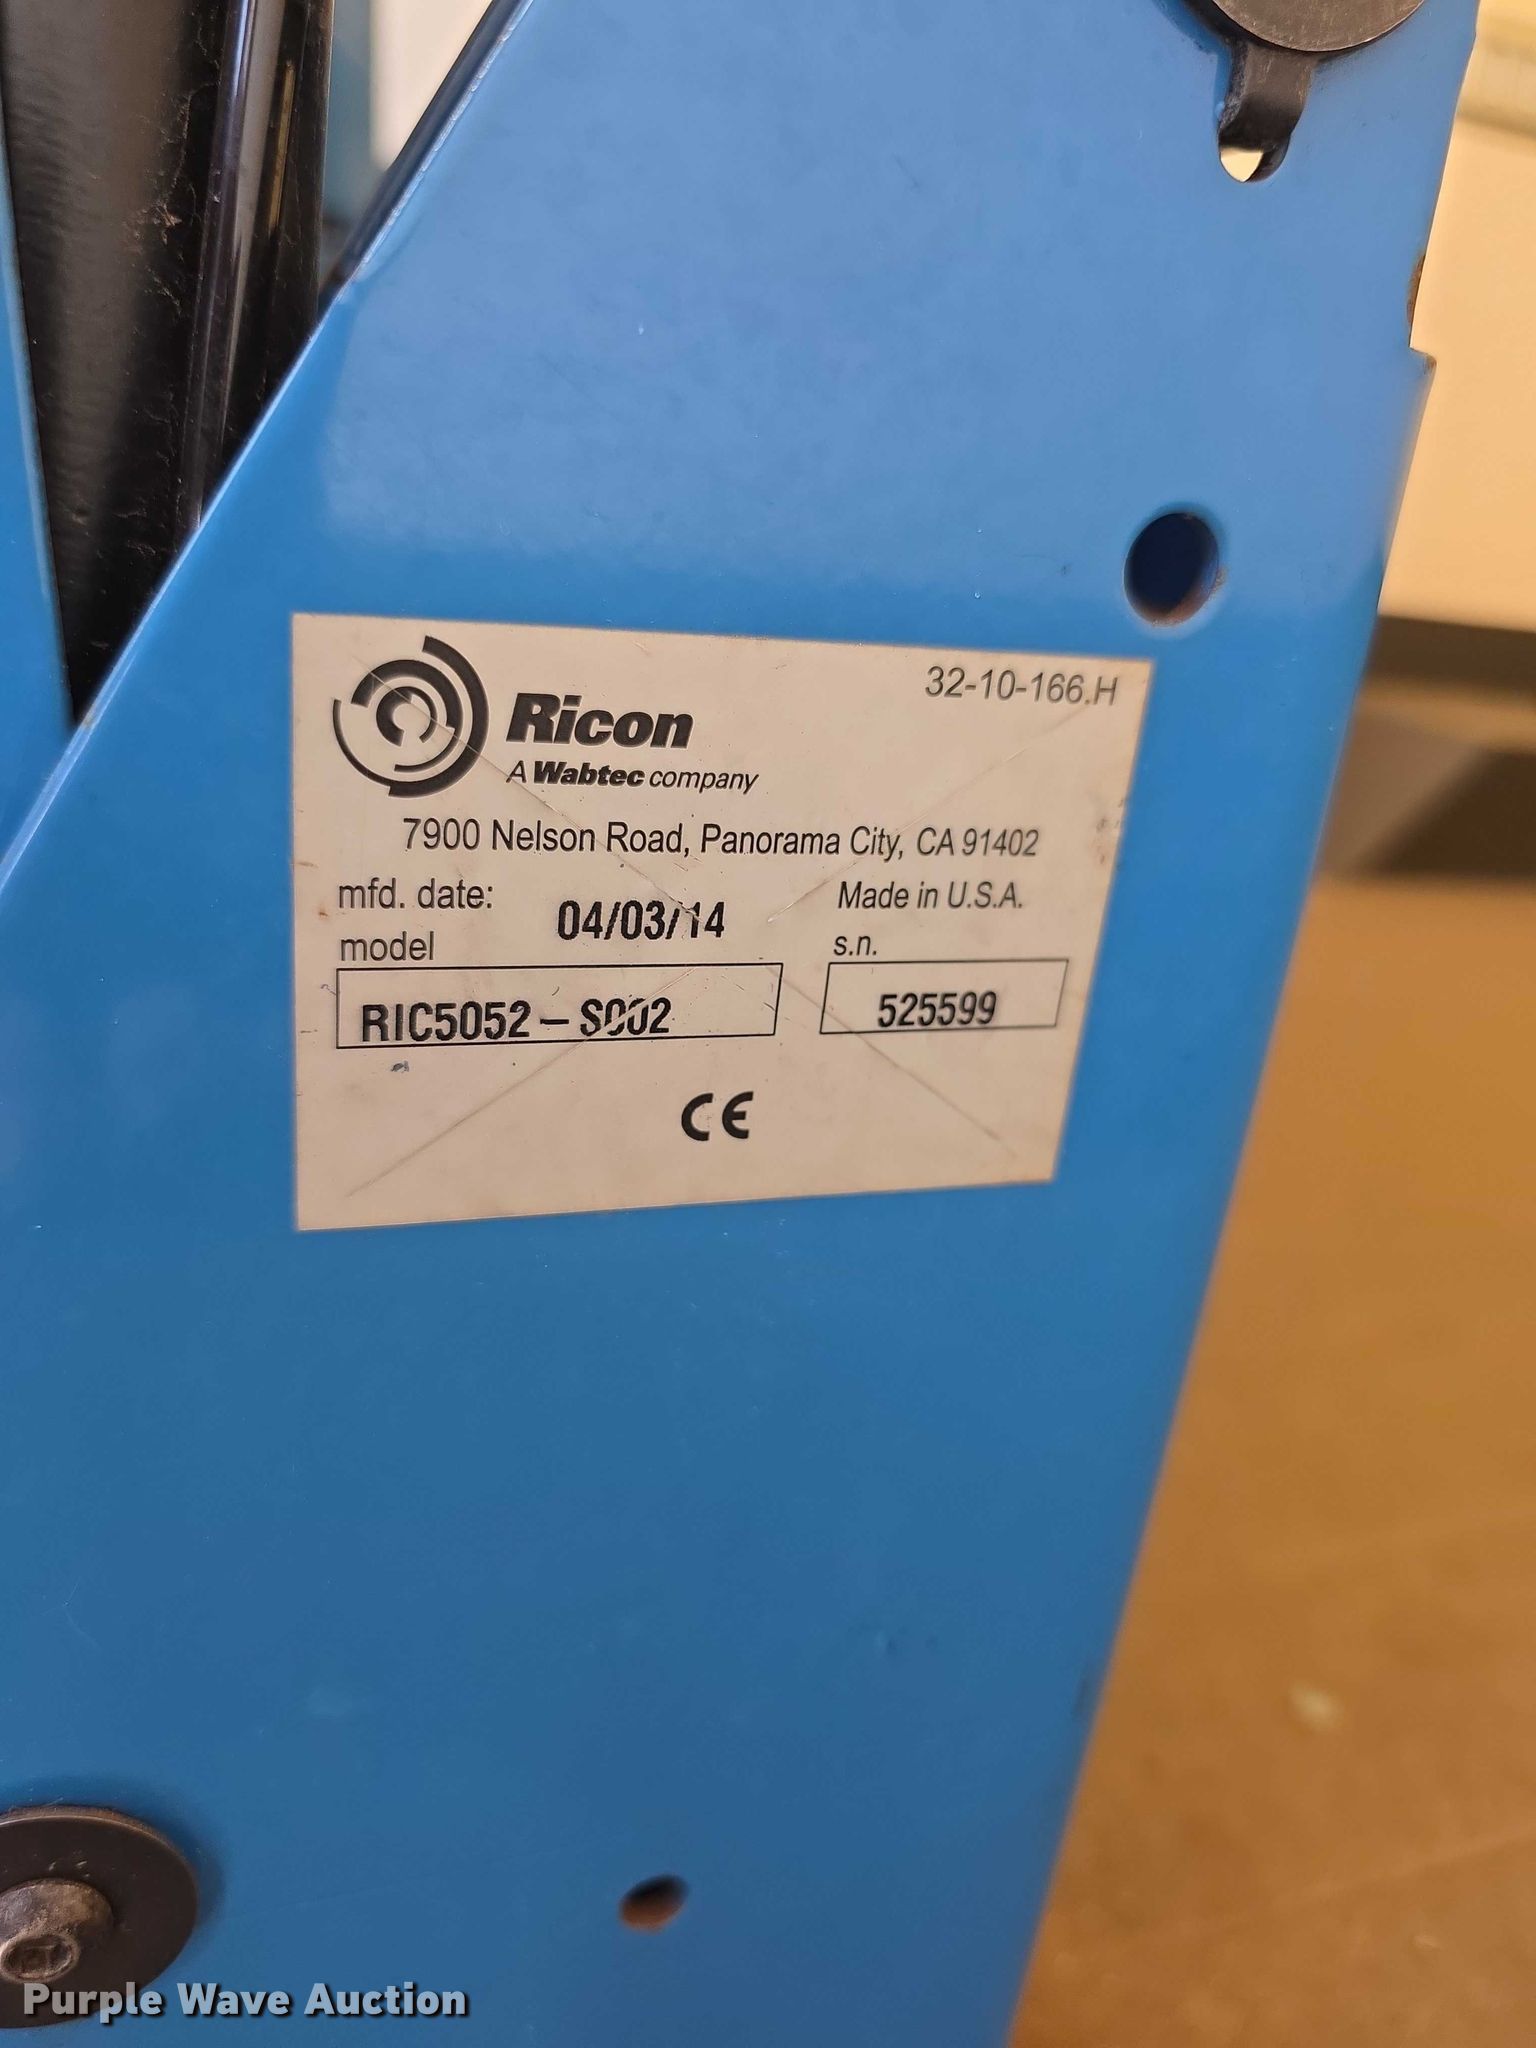 32-10-166.H
Ricon
A Wabtec company
7900 Nelson Road, Panorama City, CA 91402
mfd. date: 04/03/14 Made in U.S.A.
model s.n.
RIC5052-S002 525599
CE
Purple Wave Auction